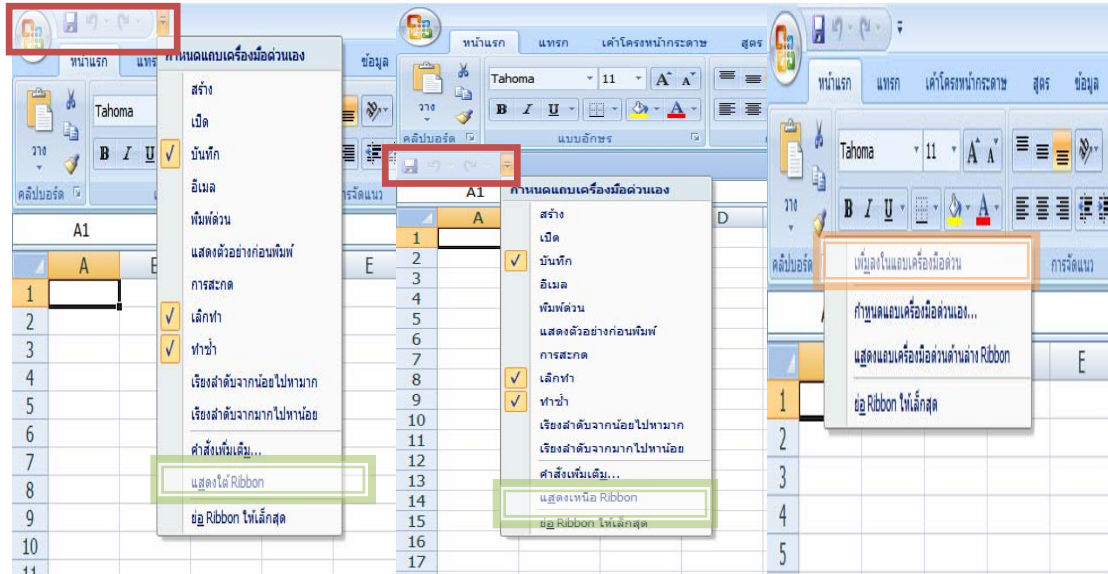 หน้าแรก แทรก ข้อมูล
กำหนดแถบเครื่องมือด่วนเอง
สร้าง
เปิด
บันทึก
อีเมล
พิมพ์ด่วน
แสดงตัวอย่างก่อนพิมพ์
การสะกด
เลิกทำ
ทำซ้ำ
เรียงลำดับจากน้อยไปหามาก
เรียงลำดับจากมากไปหาน้อย
คำสั่งเพิ่มเติม...
แสดงใต้ Ribbon
ย่อ Ribbon ให้เล็กสุด
Tahoma
วาง
B I U
คลิปบอร์ด
A1
A E
1
2
3
4
5
6
7
8
9
10
11
หน้าแรก แทรก เค้าโครงหน้ากระดาษ สูตร
Tahoma 11 A A
วาง
B I U A
คลิปบอร์ด แบบอักษร
A1
กำหนดแถบเครื่องมือด่วนเอง
สร้าง
เปิด
บันทึก
อีเมล
พิมพ์ด่วน
แสดงตัวอย่างก่อนพิมพ์
การสะกด
เลิกทำ
ทำซ้ำ
เรียงลำดับจากน้อยไปหามาก
เรียงลำดับจากมากไปหาน้อย
คำสั่งเพิ่มเติม...
แสดงเหนือ Ribbon
ย่อ Ribbon ให้เล็กสุด
A D
1
2
3
4
5
6
7
8
9
10
11
12
13
14
15
16
17
หน้าแรก แทรก เค้าโครงหน้ากระดาษ สูตร ข้อมูล
Tahoma 11 A A
วาง
B I U A
คลิปบอร์ด การจัดแนว
เพิ่มลงในแถบเครื่องมือด่วน
กำหนดแถบเครื่องมือด่วนเอง...
แสดงแถบเครื่องมือด่วนด้านล่าง Ribbon
ย่อ Ribbon ให้เล็กสุด
E
1
2
3
4
5